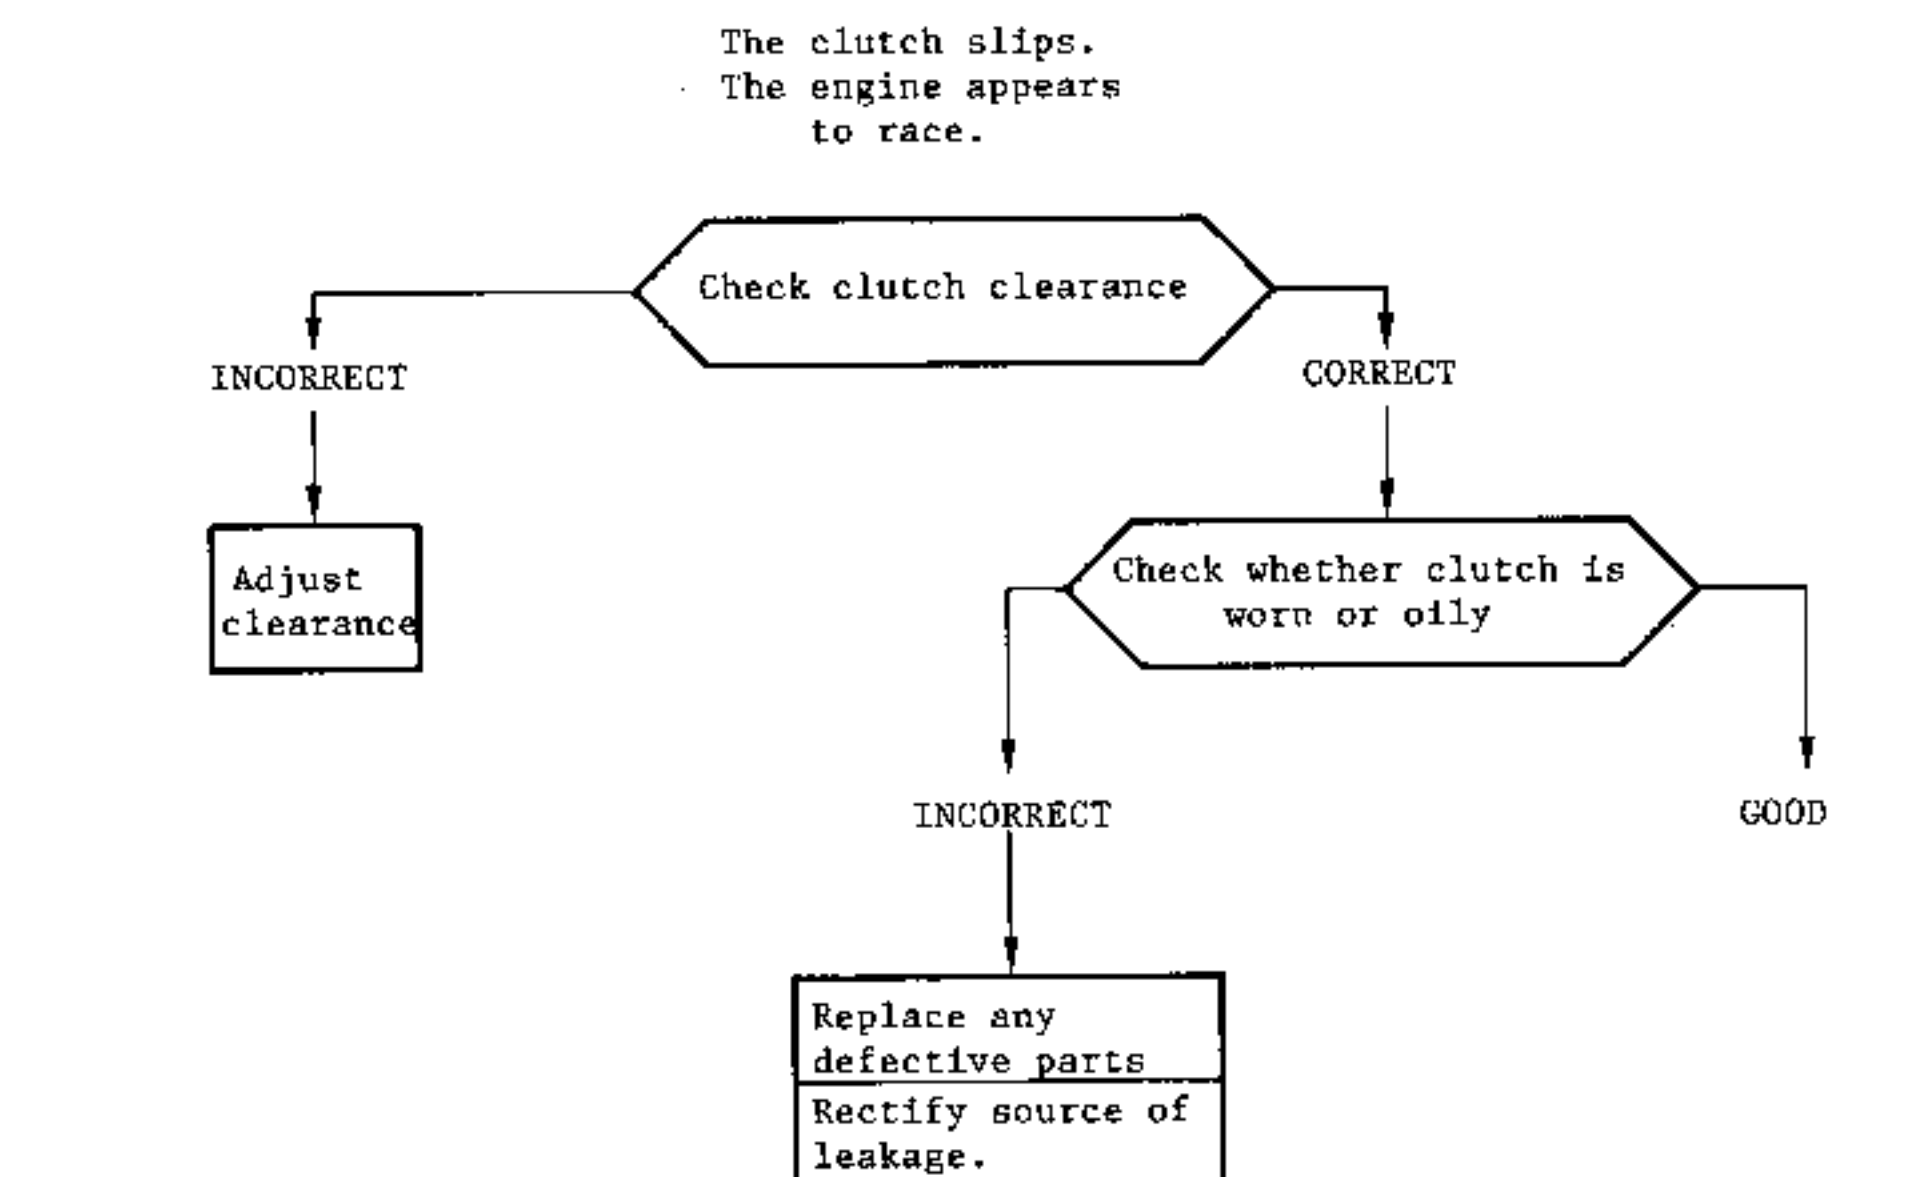 The clutch slips.
The engine appears
to race.
Check clutch clearance
INCORRECT
CORRECT
Adjust
clearance
Check whether clutch is
worn or oily
INCORRECT
GOOD
Replace any
defective parts
Rectify source of
leakage.